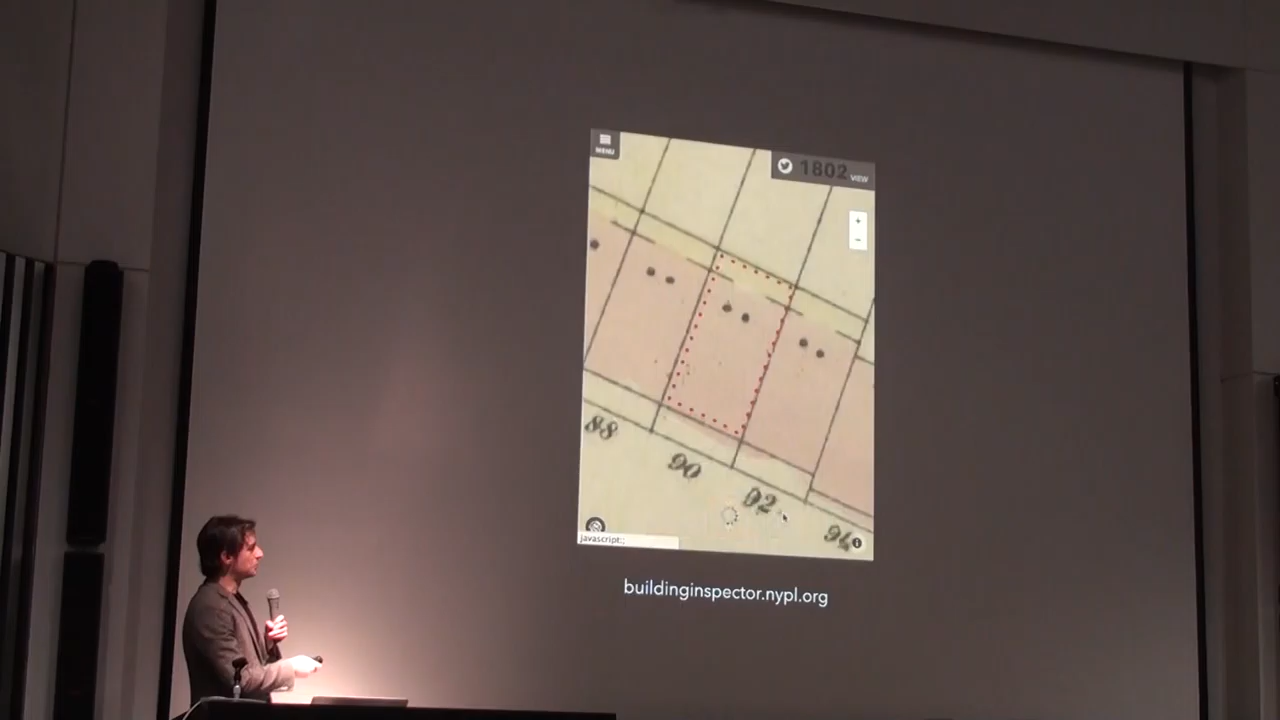 MENU
1802 VIEW
+
-
88
90
92
94
javascript:;
buildinginspector.nypl.org